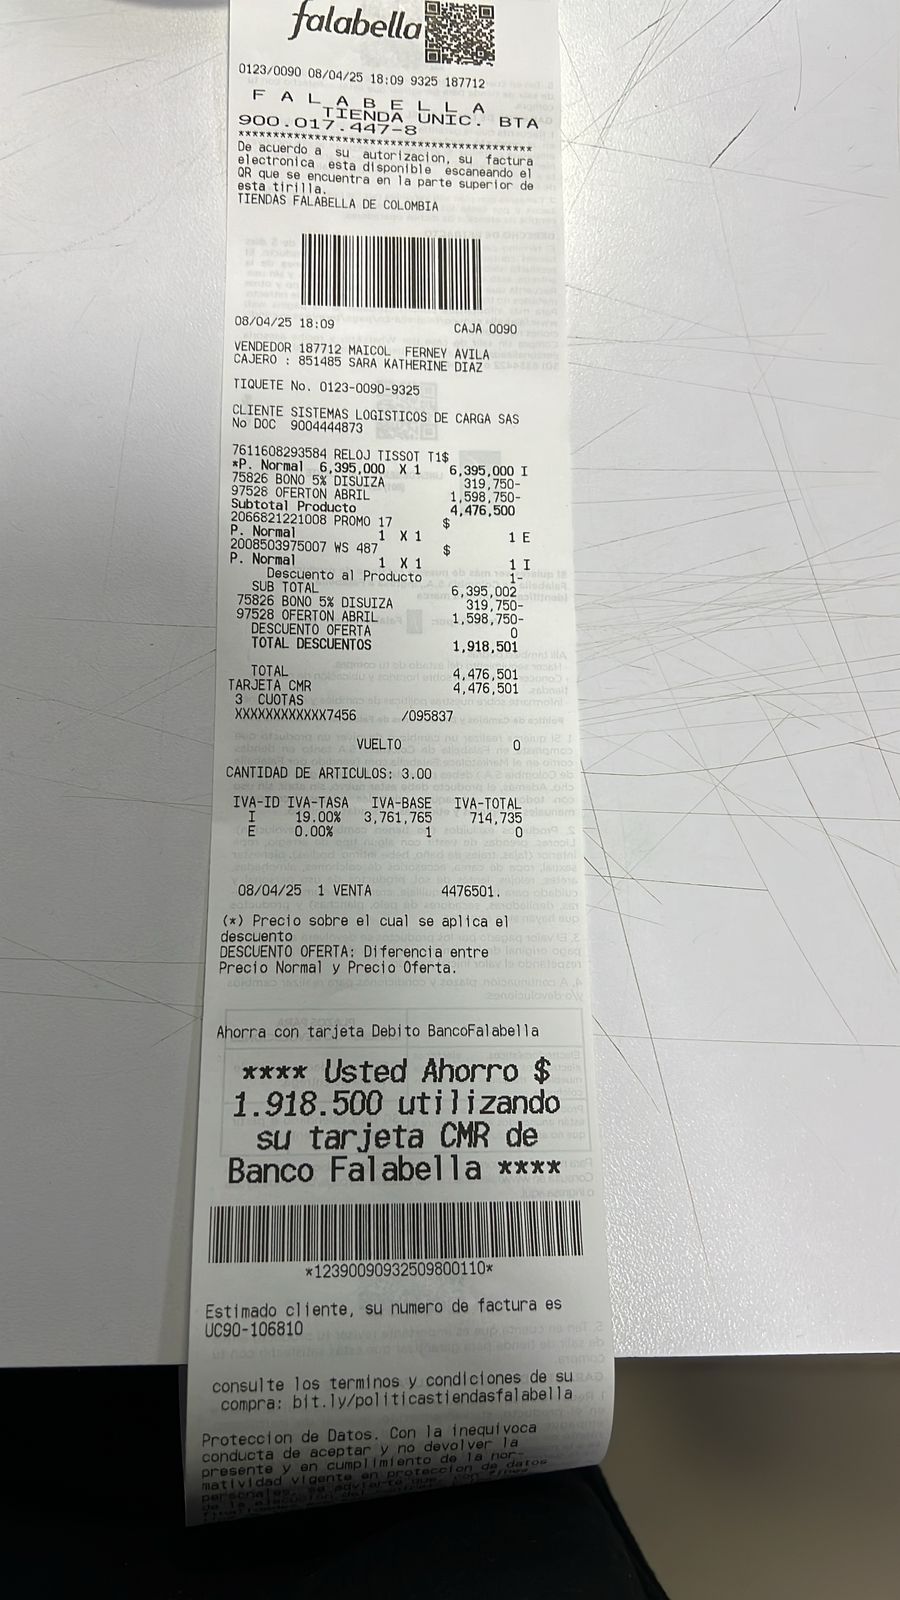 falabella
0123/0090 08/04/25 18:09 9325 187712
F A L A B E L L A
TIENDA UNIC. BTA
900.017.447-8
******************************************
De acuerdo a su autorizacion, su factura
electronica esta disponible escaneando el
QR que se encuentra en la parte superior de
esta tirilla.
TIENDAS FALABELLA DE COLOMBIA
08/04/25 18:09 CAJA 0090
VENDEDOR 187712 MAICOL FERNEY AVILA
CAJERO : 851485 SARA KATHERINE DIAZ
TIQUETE No. 0123-0090-9325
CLIENTE SISTEMAS LOGISTICOS DE CARGA SAS
No DOC 9004444873
7611608293584 RELOJ TISSOT T1$
*P. Normal 6,395,000 X 1 6,395,000 I
75826 BONO 5% DISUIZA 319,750-
97528 OFERTON ABRIL 1,598,750-
Subtotal Producto 4,476,500
2066821221008 PROMO 17 $
P. Normal 1 X 1 1 E
2008503975007 WS 487 $
P. Normal 1 X 1 1 I
Descuento al Producto 1-
SUB TOTAL 6,395,002
75826 BONO 5% DISUIZA 319,750-
97528 OFERTON ABRIL 1,598,750-
DESCUENTO OFERTA 0
TOTAL DESCUENTOS 1,918,501
TOTAL 4,476,501
TARJETA CMR 4,476,501
3 CUOTAS
XXXXXXXXXXXX7456 /095837
VUELTO 0
CANTIDAD DE ARTICULOS: 3.00
IVA-ID IVA-TASA IVA-BASE IVA-TOTAL
I 19.00% 3,761,765 714,735
E 0.00% 1 0
08/04/25 1 VENTA 4476501.
(*) Precio sobre el cual se aplica el
descuento
DESCUENTO OFERTA: Diferencia entre
Precio Normal y Precio Oferta.
Ahorra con tarjeta Debito BancoFalabella
**** Usted Ahorro $
1.918.500 utilizando
su tarjeta CMR de
Banco Falabella ****
*12390090932509800110*
Estimado cliente, su numero de factura es
UC90-106810
consulte los terminos y condiciones de su
compra: bit.ly/politicastiendasfalabella
Proteccion de Datos. Con la inequivoca
conducta de aceptar y no devolver la
presente y en cumplimiento de la nor-
matividad vigente en proteccion de datos
personales, se advierte que, con fines